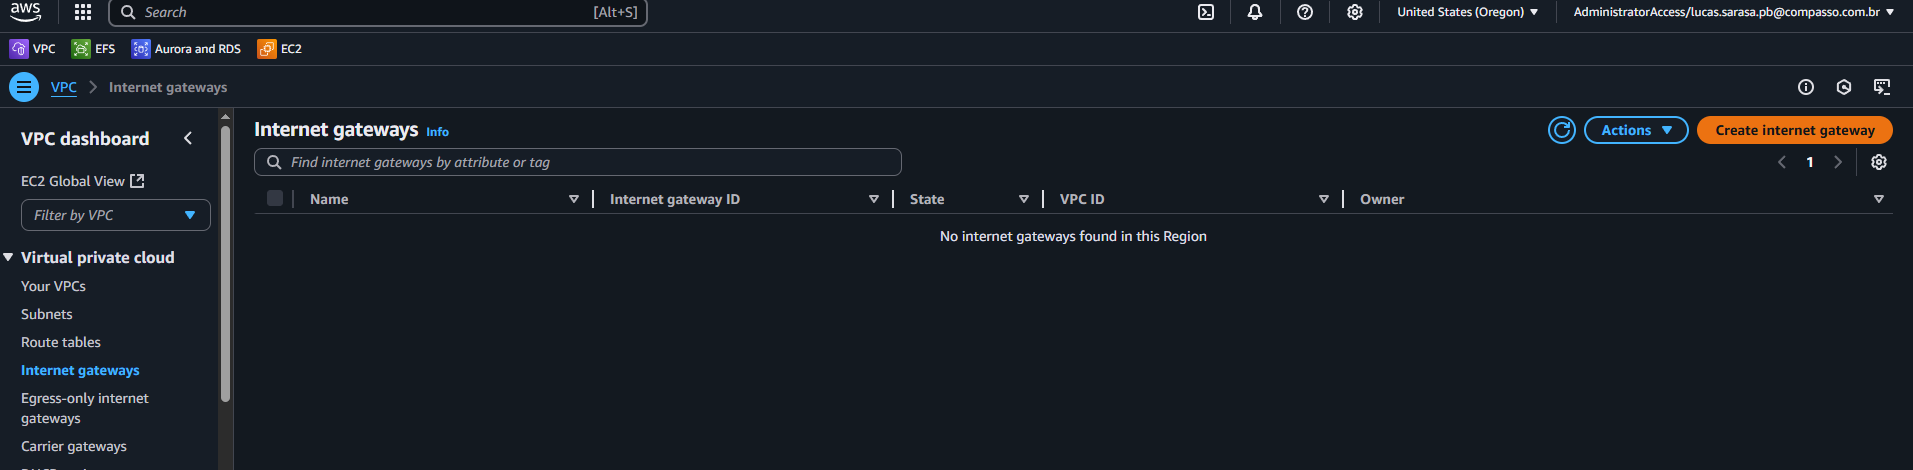 aws
Search [Alt+S] United States (Oregon) AdministratorAccess/lucas.sarasa.pb@compasso.com.br
VPC EFS Aurora and RDS EC2
VPC Internet gateways
VPC dashboard
EC2 Global View
Filter by VPC
Virtual private cloud
Your VPCs
Subnets
Route tables
Internet gateways
Egress-only internet
gateways
Carrier gateways
Internet gateways Info
Actions Create internet gateway
Find internet gateways by attribute or tag
1
Name Internet gateway ID State VPC ID Owner
No internet gateways found in this Region